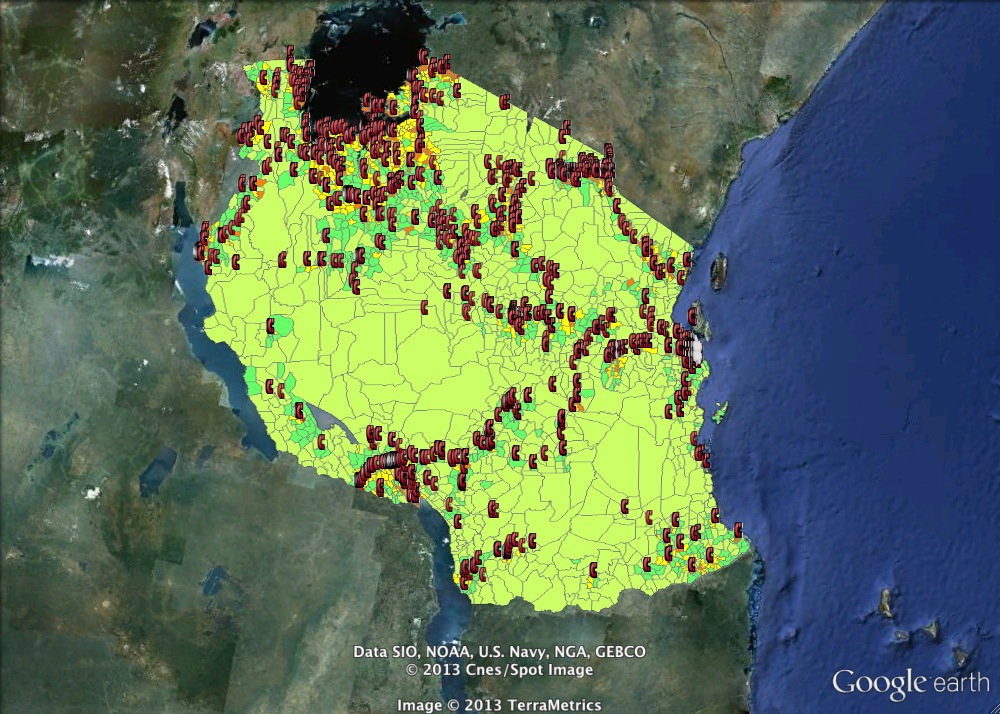 Data SIO, NOAA, U.S. Navy, NGA, GEBCO
© 2013 Cnes/Spot Image
Image © 2013 TerraMetrics
Google earth